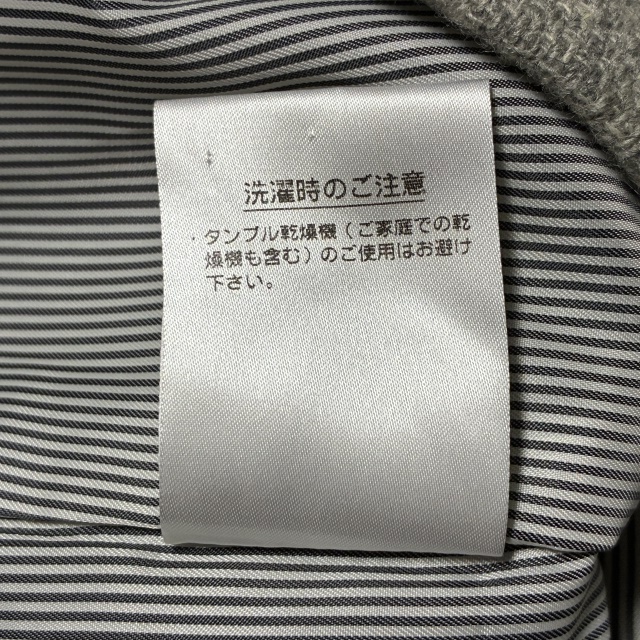 洗濯時のご注意
・タンブル乾燥機（ご家庭での乾
燥機も含む）のご使用はお避け
下さい。